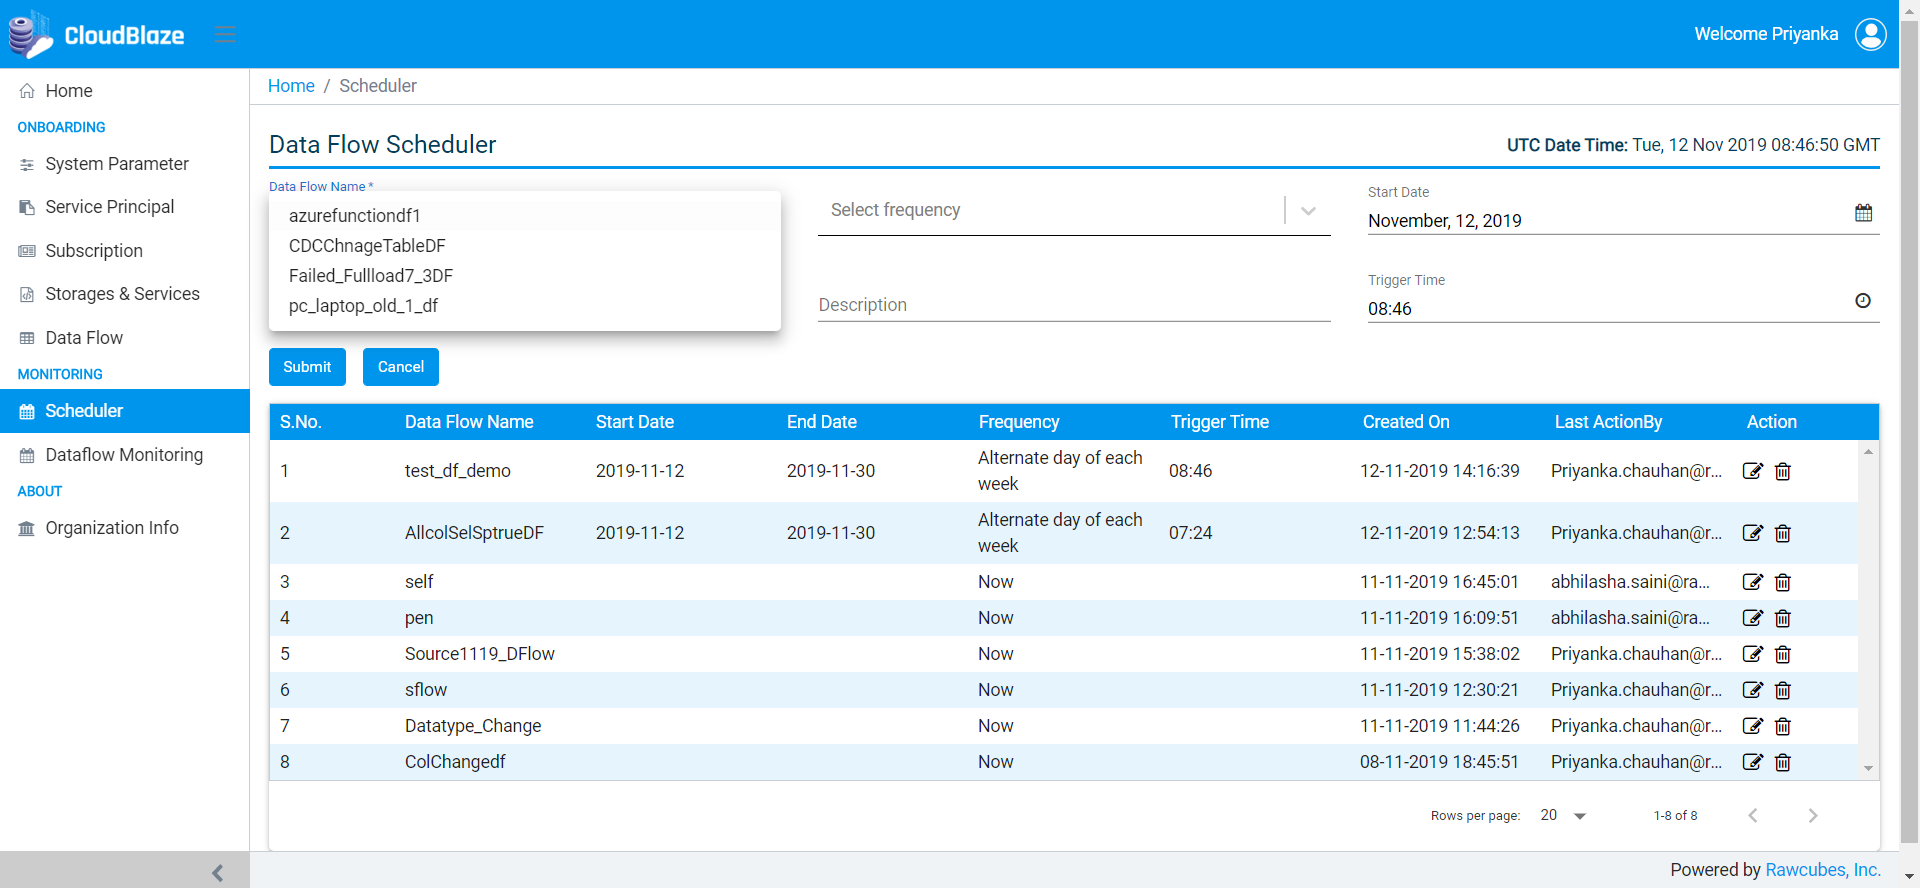 CloudBlaze
Welcome Priyanka
Home
ONBOARDING
System Parameter
Service Principal
Subscription
Storages & Services
Data Flow
MONITORING
Scheduler
Dataflow Monitoring
ABOUT
Organization Info
Home / Scheduler
Data Flow Scheduler
UTC Date Time: Tue, 12 Nov 2019 08:46:50 GMT
Data Flow Name *
azurefunctiondf1
CDCChnageTableDF
Failed_Fullload7_3DF
pc_laptop_old_1_df
Select frequency
Start Date
November, 12, 2019
Description
Trigger Time
08:46
Submit Cancel
S.No. Data Flow Name Start Date End Date Frequency Trigger Time Created On Last ActionBy Action
1 test_df_demo 2019-11-12 2019-11-30 Alternate day of each week 08:46 12-11-2019 14:16:39 Priyanka.chauhan@r...
2 AllcolSelSptrueDF 2019-11-12 2019-11-30 Alternate day of each week 07:24 12-11-2019 12:54:13 Priyanka.chauhan@r...
3 self Now 11-11-2019 16:45:01 abhilasha.saini@ra...
4 pen Now 11-11-2019 16:09:51 abhilasha.saini@ra...
5 Source1119_DFlow Now 11-11-2019 15:38:02 Priyanka.chauhan@r...
6 sflow Now 11-11-2019 12:30:21 Priyanka.chauhan@r...
7 Datatype_Change Now 11-11-2019 11:44:26 Priyanka.chauhan@r...
8 ColChangedf Now 08-11-2019 18:45:51 Priyanka.chauhan@r...
Rows per page: 20 1-8 of 8
Powered by Rawcubes, Inc.